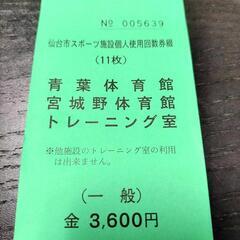 № 005639
仙台市スポーツ施設個人使用回数券綴
(11枚)
青葉体育館
宮城野体育館
トレーニング室
※他施設のトレーニング室の利用
は出来ません。
(一般)
金 3,600円